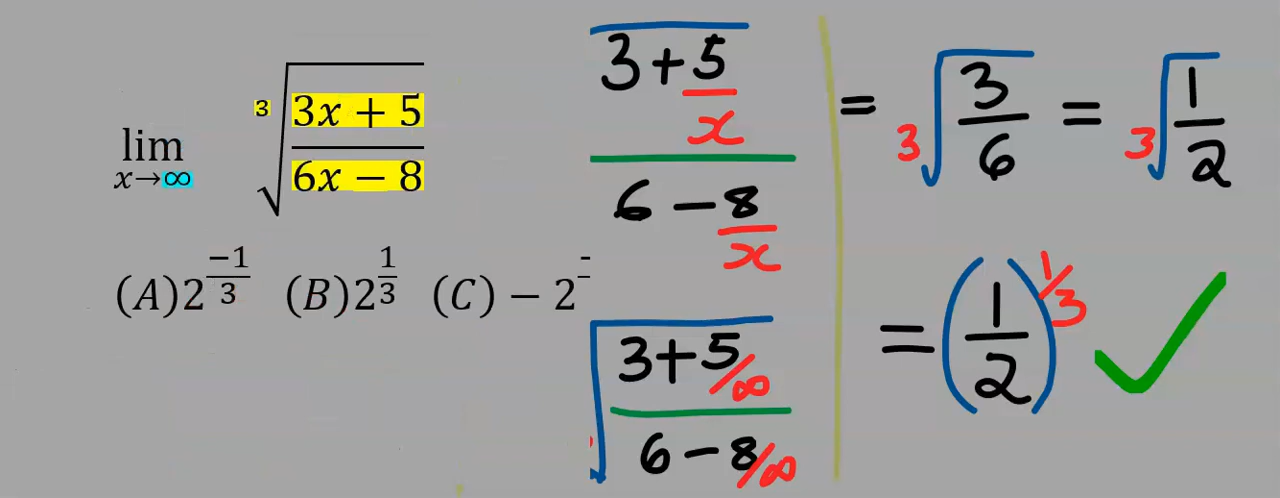 lim x→∞ ∛((3x + 5)/(6x − 8))
(A) 2^(−1/3) (B) 2^(1/3) (C) − 2^-
3 + 5/x
6 − 8/x
√ 3 + 5/∞
6 − 8/∞
= ∛(3/6) = ∛(1/2)
= (1/2)^(1/3) ✓